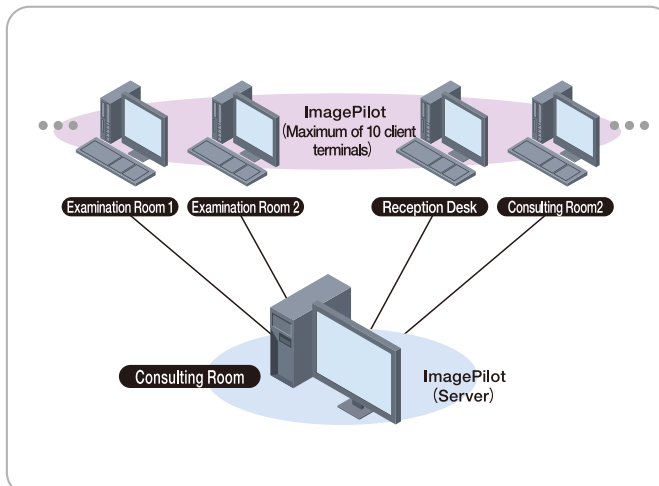 ImagePilot
(Maximum of 10 client
terminals)
Examination Room 1
Examination Room 2
Reception Desk
Consulting Room2
Consulting Room
ImagePilot
(Server)